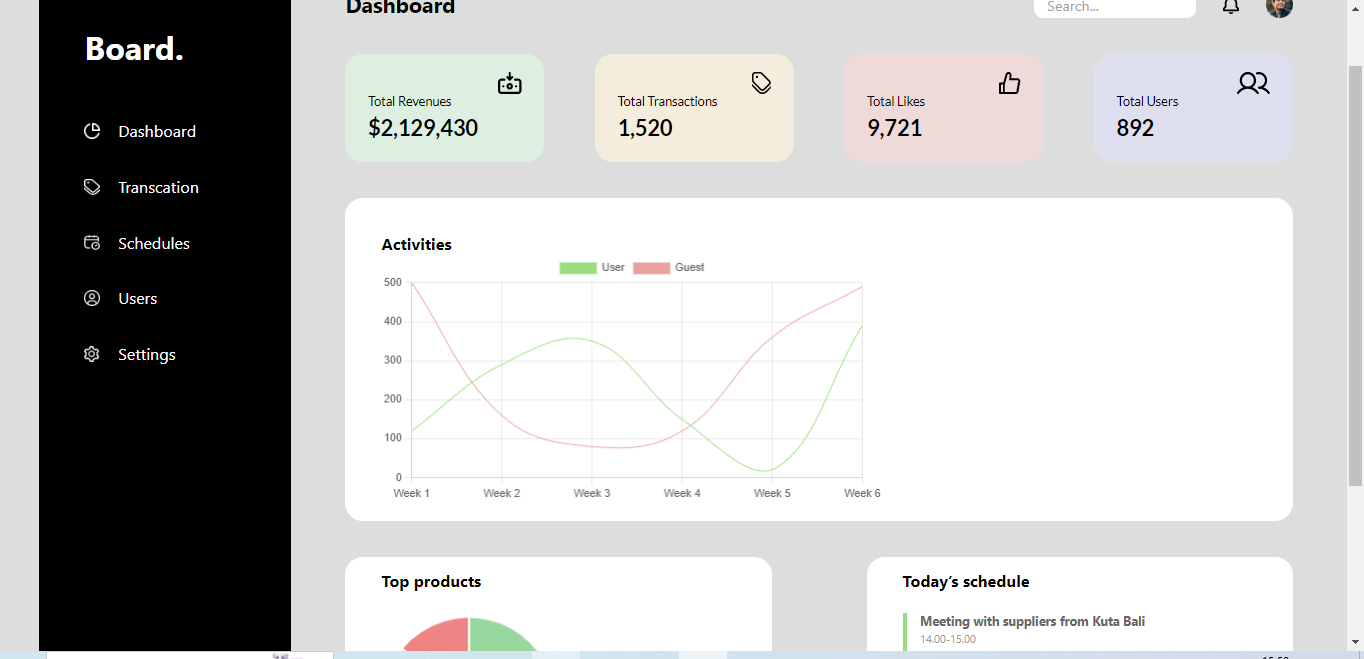 Dashboard
Search...
Board.
Dashboard
Transcation
Schedules
Users
Settings
Total Revenues
$2,129,430
Total Transactions
1,520
Total Likes
9,721
Total Users
892
Activities
User Guest
500
400
300
200
100
0
Week 1 Week 2 Week 3 Week 4 Week 5 Week 6
Top products
Today's schedule
Meeting with suppliers from Kuta Bali
14.00-15.00